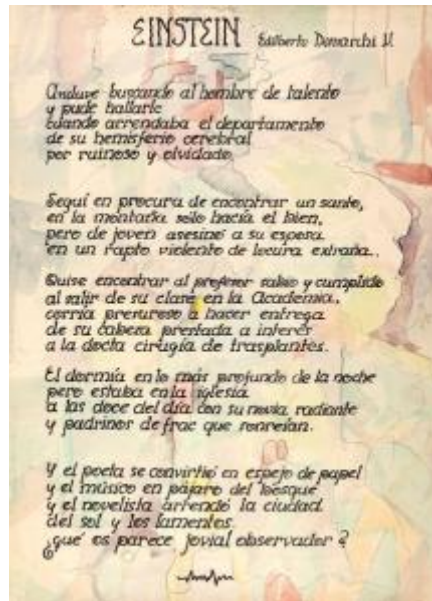 EINSTEIN Edilberto Domarchi V.
Anduve buscando al hombre de talento
y pude hallarle
cuando arrendaba el departamento
de su hemisferio cerebral
por ruinoso y olvidado.
Seguí en procura de encontrar un santo,
en la montaña solo hacía el bien,
pero de joven asesinó a su esposa
en un rapto violento de locura extraña..
Quise encontrar al profesor sabio y cumplido
al salir de su clase en la Academia,
corría presuroso a hacer entrega
de su cabeza prestada a interés
a la docta cirugía de trasplantes.
El dormía en lo más profundo de la noche
pero estaba en la iglesia
a las doce del día con su novia radiante
y padrinos de frac que sonreían.
Y el poeta se convirtió en espejo de papel
y el músico en pájaro del bosque
y el novelista arrendó la ciudad
del sol y los lamentos.
¿qué os parece jovial observador?